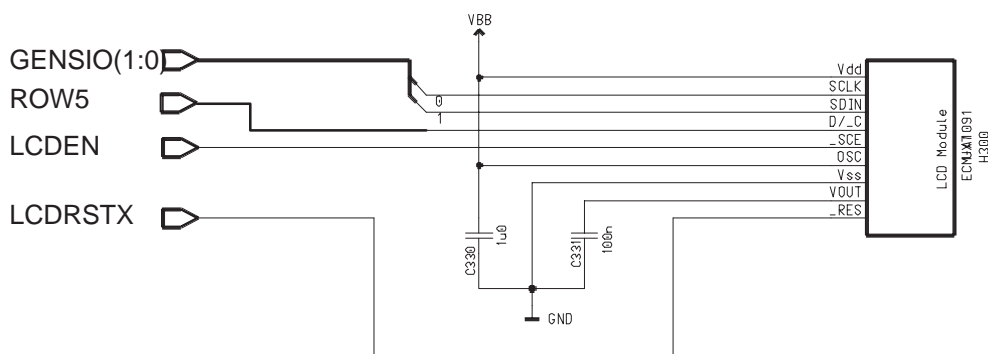 VBB
GENSIO(1:0)
ROW5
LCDEN
LCDRSTX
0
1
Vdd
SCLK
SDIN
D/_C
_SCE
OSC
Vss
VOUT
_RES
LCD Module
H300
C330
1u0
C331
100n
GND